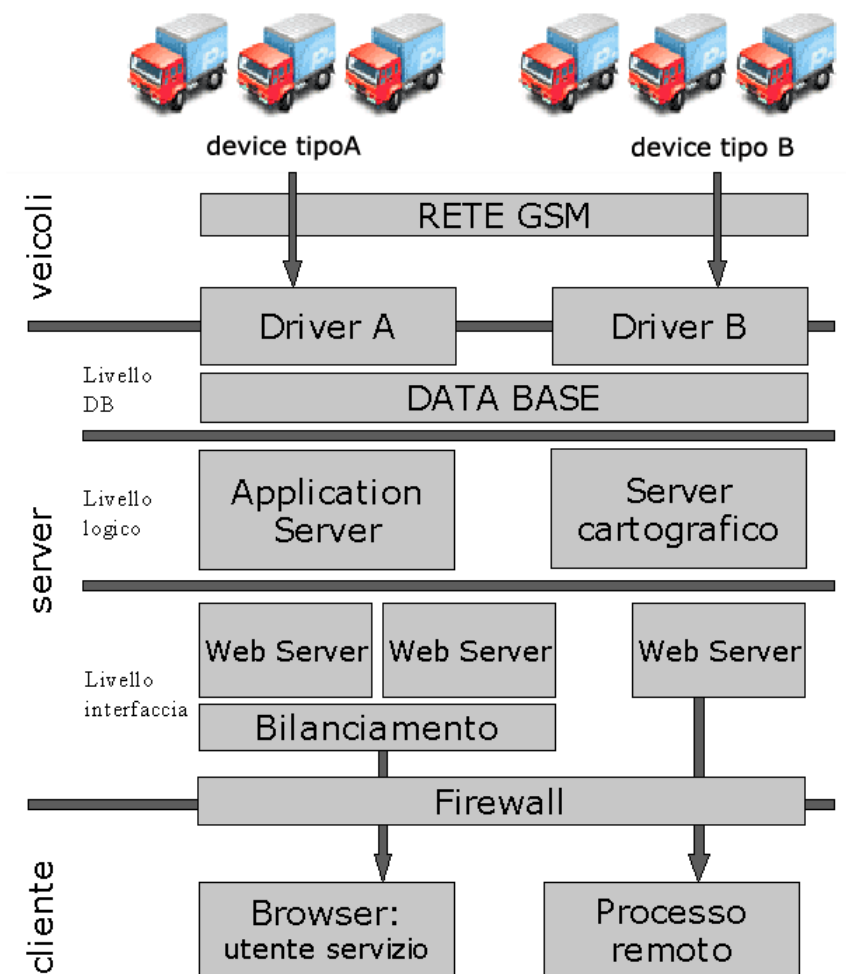 device tipoA
device tipo B
veicoli
RETE GSM
Driver A
Driver B
Livello
DB
DATA BASE
server
Livello
logico
Application
Server
Server
cartografico
Livello
interfaccia
Web Server
Web Server
Web Server
Bilanciamento
Firewall
cliente
Browser:
utente servizio
Processo
remoto